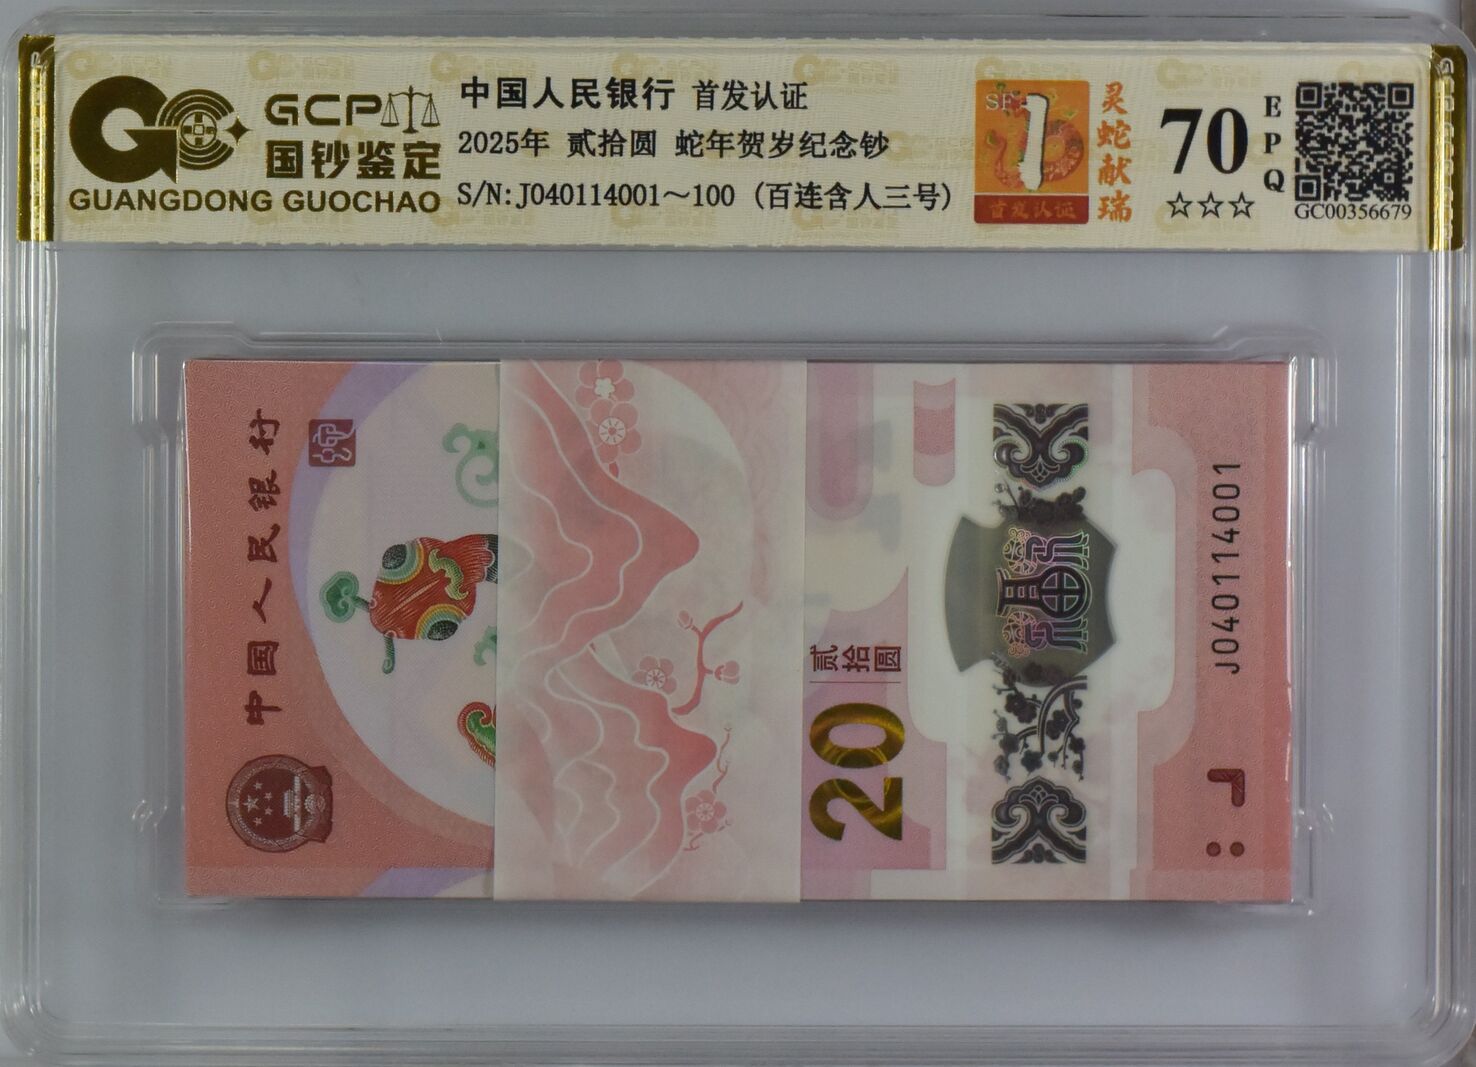 GCP
国钞鉴定
GUANGDONG GUOCHAO
中国人民银行 首发认证
2025年 贰拾圆 蛇年贺岁纪念钞
S/N:J040114001～100 (百连含人三号)
SF
1
首发认证
灵蛇献瑞
70
EPQ
☆☆☆
GC00356679
中国人民银行
贰拾圆
20
J040114001